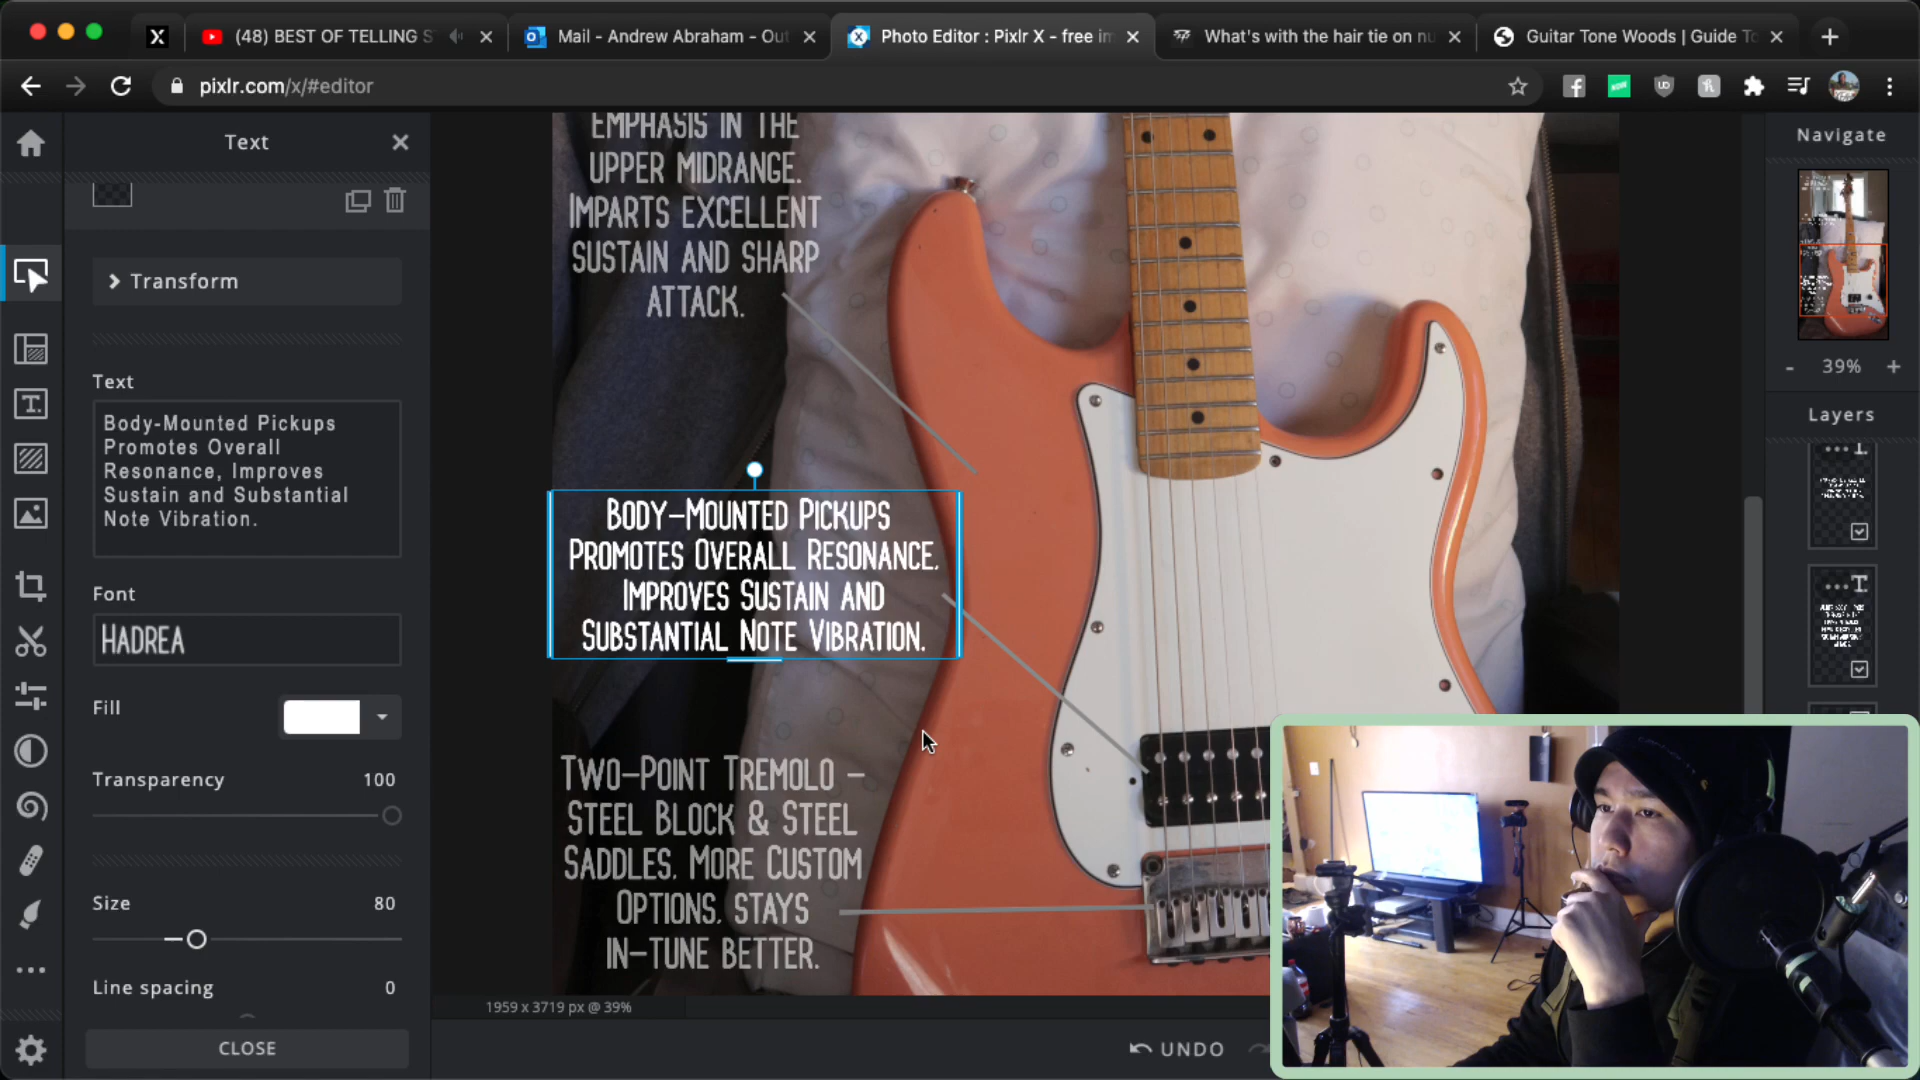 (48) BEST OF TELLING S
Mail - Andrew Abraham - Out
Photo Editor : Pixlr X - free im
What's with the hair tie on nu
Guitar Tone Woods | Guide To
pixlr.com/x/#editor
Text
Transform
Text
Body-Mounted Pickups
Promotes Overall
Resonance, Improves
Sustain and Substantial
Note Vibration.
Font
HADREA
Fill
Transparency 100
Size 80
Line spacing 0
CLOSE
EMPHASIS IN THE
UPPER MIDRANGE.
IMPARTS EXCELLENT
SUSTAIN AND SHARP
ATTACK.
BODY-MOUNTED PICKUPS
PROMOTES OVERALL RESONANCE,
IMPROVES SUSTAIN AND
SUBSTANTIAL NOTE VIBRATION.
TWO-POINT TREMOLO -
STEEL BLOCK & STEEL
SADDLES. MORE CUSTOM
OPTIONS, STAYS
IN-TUNE BETTER.
1959 x 3719 px @ 39%
UNDO
Navigate
- 39% +
Layers